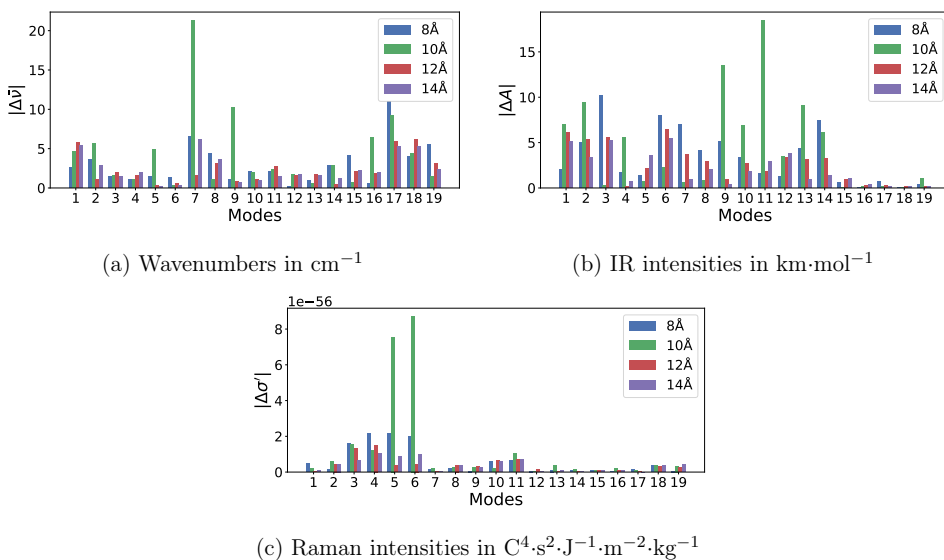 |Δν̄|
20
15
10
5
0
8Å
10Å
12Å
14Å
1 2 3 4 5 6 7 8 9 10 11 12 13 14 15 16 17 18 19
Modes
(a) Wavenumbers in cm⁻¹
|ΔA|
15
10
5
0
8Å
10Å
12Å
14Å
1 2 3 4 5 6 7 8 9 10 11 12 13 14 15 16 17 18 19
Modes
(b) IR intensities in km·mol⁻¹
1e−56
|Δσ′|
8
6
4
2
0
8Å
10Å
12Å
14Å
1 2 3 4 5 6 7 8 9 10 11 12 13 14 15 16 17 18 19
Modes
(c) Raman intensities in C⁴·s²·J⁻¹·m⁻²·kg⁻¹